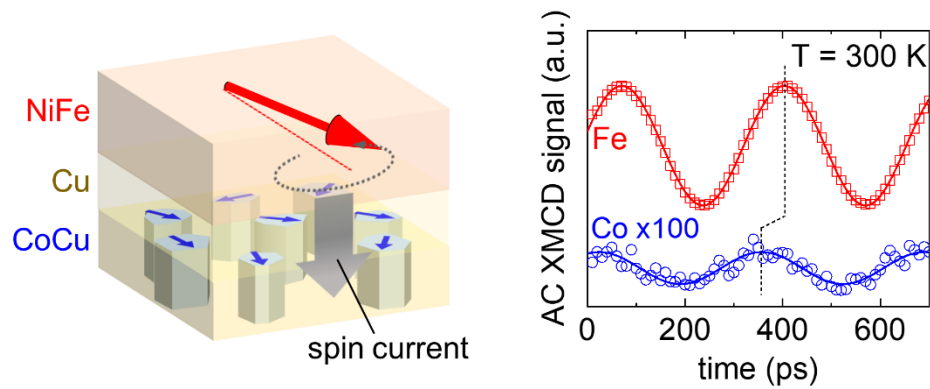 NiFe
Cu
CoCu
spin current
AC XMCD signal (a.u.)
T = 300 K
Fe
Co x100
0 200 400 600
time (ps)